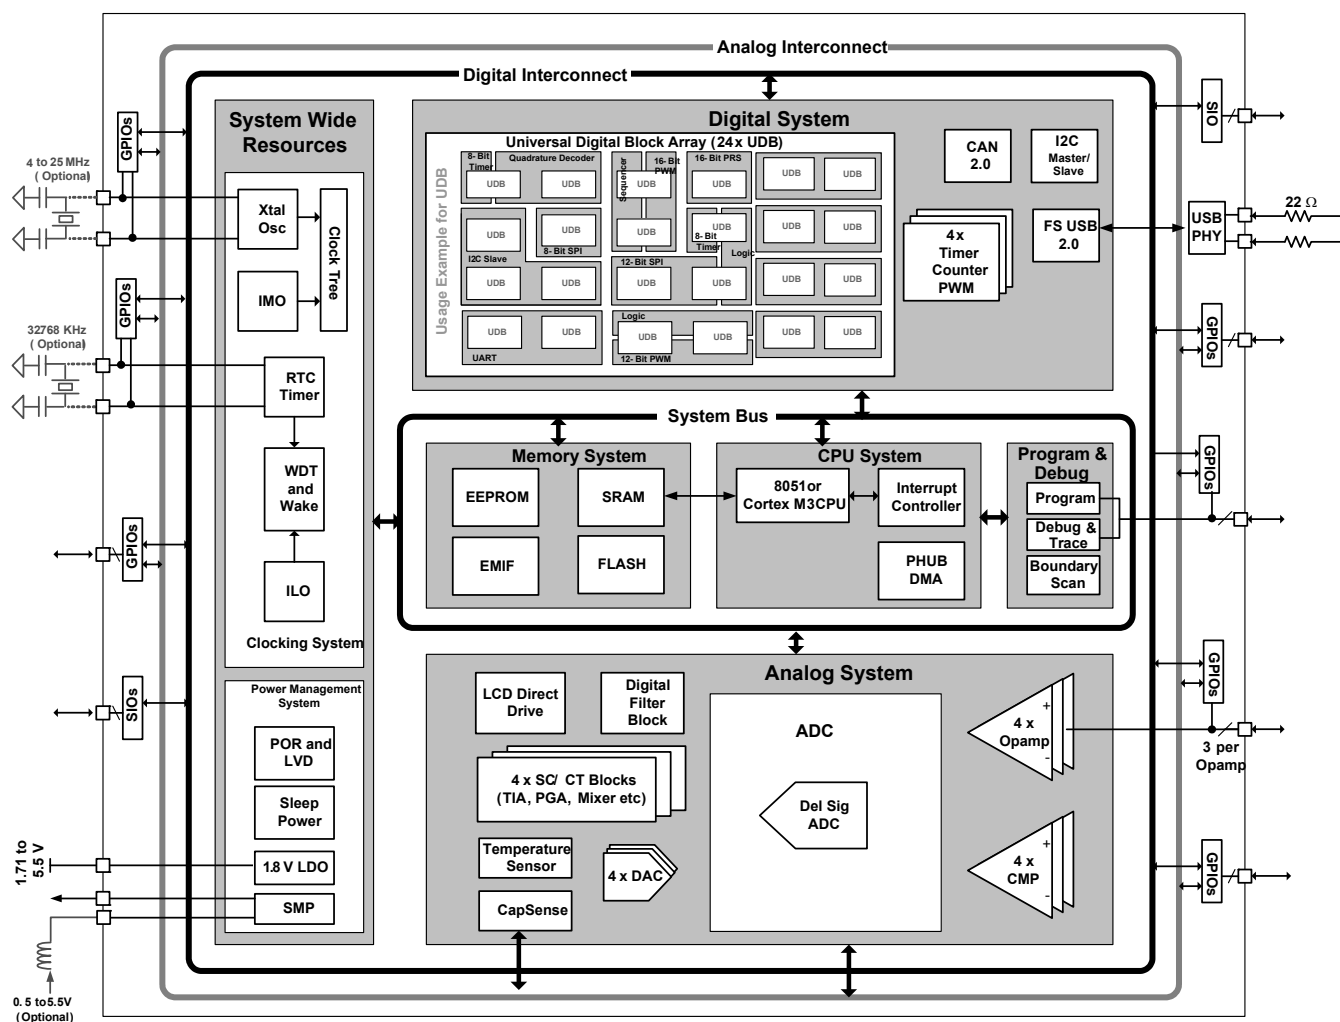 Analog Interconnect
Digital Interconnect
System Wide
Resources
Digital System
Universal Digital Block Array (24x UDB)
Usage Example for UDB
8- Bit
Timer
Quadrature Decoder
Sequencer
16- Bit
PWM
16- Bit PRS
UDB
UDB
UDB
UDB
UDB
UDB
UDB
UDB
UDB
UDB
UDB
8- Bit
Timer
Logic
UDB
UDB
I2C Slave
8- Bit SPI
12- Bit SPI
UDB
UDB
UDB
UDB
UDB
UDB
UDB
UDB
Logic
UDB
UDB
UDB
UDB
UART
12- Bit PWM
CAN
2.0
I2C
Master/
Slave
4x
Timer
Counter
PWM
FS USB
2.0
GPIOs
4 to 25 MHz
( Optional)
Xtal
Osc
Clock Tree
IMO
GPIOs
32768 KHz
( Optional)
RTC
Timer
WDT
and
Wake
ILO
Clocking System
GPIOs
SIOs
Power Management
System
POR and
LVD
Sleep
Power
1.8 V LDO
SMP
1.71 to
5.5 V
0. 5 to5.5V
(Optional)
System Bus
Memory System
EEPROM
SRAM
EMIF
FLASH
CPU System
8051or
Cortex M3CPU
Interrupt
Controller
PHUB
DMA
Program &
Debug
Program
Debug &
Trace
Boundary
Scan
Analog System
LCD Direct
Drive
Digital
Filter
Block
4 x SC/ CT Blocks
(TIA, PGA, Mixer etc)
Temperature
Sensor
4 x DAC
CapSense
ADC
Del Sig
ADC
+
4 x
Opamp
-
+
4 x
CMP
-
SIO
USB
PHY
22 Ω
GPIOs
GPIOs
GPIOs
3 per
Opamp
GPIOs